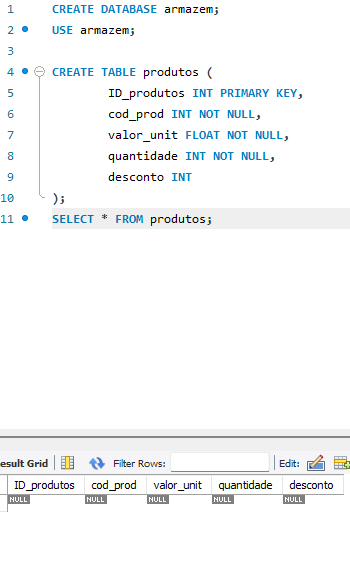 1 CREATE DATABASE armazem;
2 USE armazem;
3
4 CREATE TABLE produtos (
5 ID_produtos INT PRIMARY KEY,
6 cod_prod INT NOT NULL,
7 valor_unit FLOAT NOT NULL,
8 quantidade INT NOT NULL,
9 desconto INT
10 );
11 SELECT * FROM produtos;
esult Grid Filter Rows: Edit:
ID_produtos cod_prod valor_unit quantidade desconto
NULL NULL NULL NULL NULL